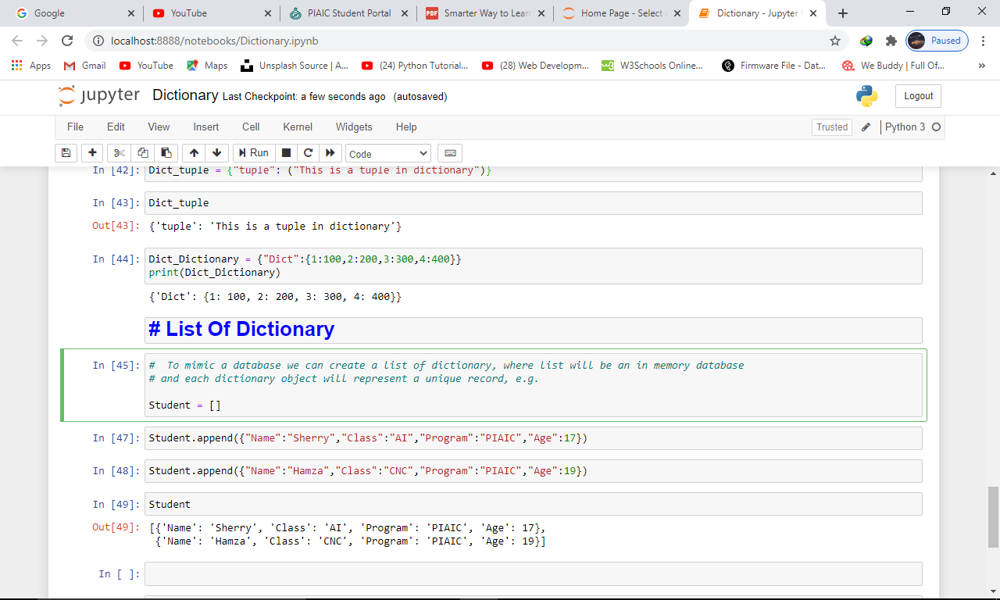 Google
YouTube
PIAIC Student Portal
Smarter Way to Lear
Home Page - Select
Dictionary - Jupyter
localhost:8888/notebooks/Dictionary.ipynb
Paused
Apps
Gmail
YouTube
Maps
Unsplash Source | A...
(24) Python Tutorial...
(28) Web Developm...
W3Schools Online...
Firmware File - Dat...
We Buddy | Full Of...
»
jupyter Dictionary Last Checkpoint: a few seconds ago (autosaved)
Logout
File Edit View Insert Cell Kernel Widgets Help
Trusted
Python 3
Run
Code
In [42]: Dict_tuple = {"tuple": ("This is a tuple in dictionary")}
In [43]: Dict_tuple
Out[43]: {'tuple': 'This is a tuple in dictionary'}
In [44]: Dict_Dictionary = {"Dict":{1:100,2:200,3:300,4:400}}
print(Dict_Dictionary)
{'Dict': {1: 100, 2: 200, 3: 300, 4: 400}}
# List Of Dictionary
In [45]: #  To mimic a database we can create a list of dictionary, where list will be an in memory database
# and each dictionary object will represent a unique record, e.g.
Student = []
In [47]: Student.append({"Name":"Sherry","Class":"AI","Program":"PIAIC","Age":17})
In [48]: Student.append({"Name":"Hamza","Class":"CNC","Program":"PIAIC","Age":19})
In [49]: Student
Out[49]: [{'Name': 'Sherry', 'Class': 'AI', 'Program': 'PIAIC', 'Age': 17},
{'Name': 'Hamza', 'Class': 'CNC', 'Program': 'PIAIC', 'Age': 19}]
In [ ]: